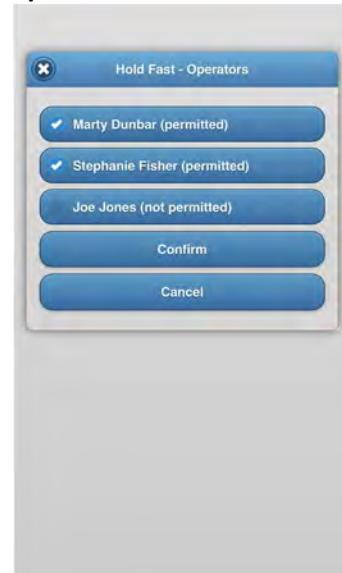 Hold Fast - Operators
Marty Dunbar (permitted)
Stephanie Fisher (permitted)
Joe Jones (not permitted)
Confirm
Cancel